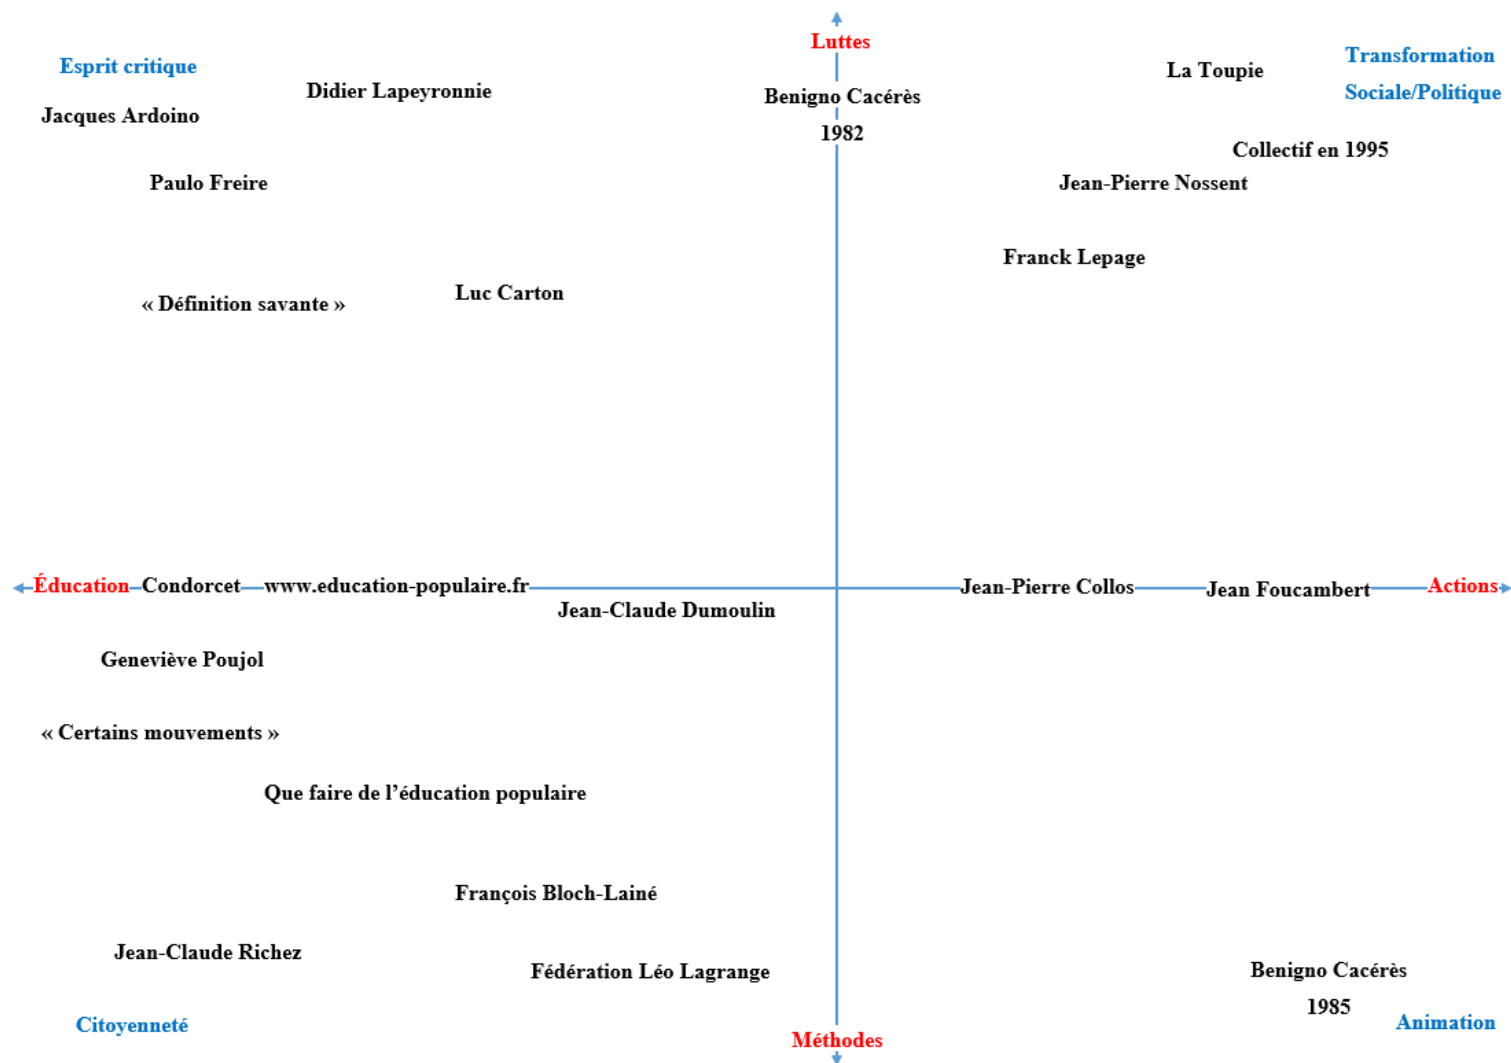 Luttes
Esprit critique
Transformation
Sociale/Politique
La Toupie
Didier Lapeyronnie
Benigno Cacérès
1982
Jacques Ardoino
Collectif en 1995
Paulo Freire
Jean-Pierre Nossent
Franck Lepage
« Définition savante »
Luc Carton
Éducation
Condorcet
www.education-populaire.fr
Jean-Pierre Collos
Jean Foucambert
Actions
Jean-Claude Dumoulin
Geneviève Poujol
« Certains mouvements »
Que faire de l’éducation populaire
François Bloch-Lainé
Jean-Claude Richez
Fédération Léo Lagrange
Benigno Cacérès
1985
Citoyenneté
Animation
Méthodes